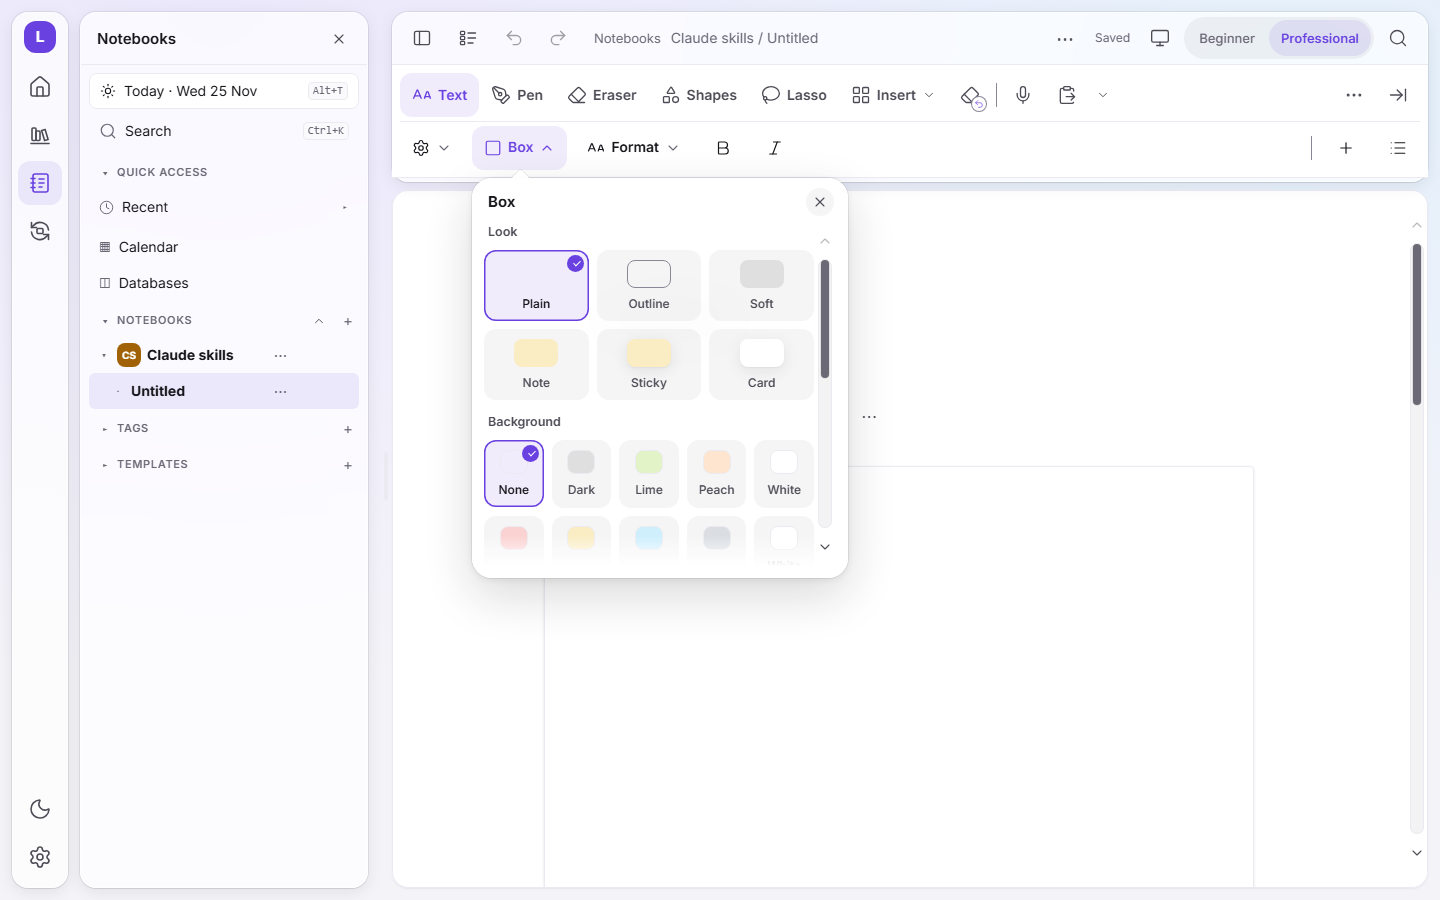 L
Notebooks
Today · Wed 25 Nov Alt+T
Search Ctrl+K
QUICK ACCESS
Recent
Calendar
Databases
NOTEBOOKS
CS Claude skills
Untitled
TAGS
TEMPLATES
Notebooks Claude skills / Untitled
Saved
Beginner Professional
AA Text Pen Eraser Shapes Lasso Insert
Box AA Format B I
Box
Look
Plain Outline Soft
Note Sticky Card
Background
None Dark Lime Peach White